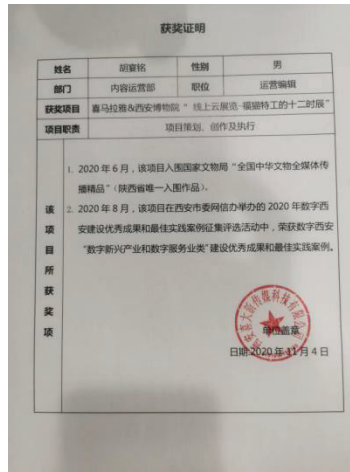 获奖证明
姓名 胡宴铭 性别 男
部门 内容运营部 职位 运营编辑
获奖项目 喜马拉雅&西安博物院“线上云展览-福猫特工的十二时辰”
项目职责 项目策划、创作及执行
该项目所获奖项
1. 2020年6月,该项目入围国家文物局“全国中华文物全媒体传
播精品”(陕西省唯一入围作品)。
2. 2020年8月,该项目在西安市委网信办举办的2020年数字西
安建设优秀成果和最佳实践案例征集评选活动中,荣获数字西安
“数字新兴产业和数字服务业类”建设优秀成果和最佳实践案例。
单位盖章
日期:2020年11月4日